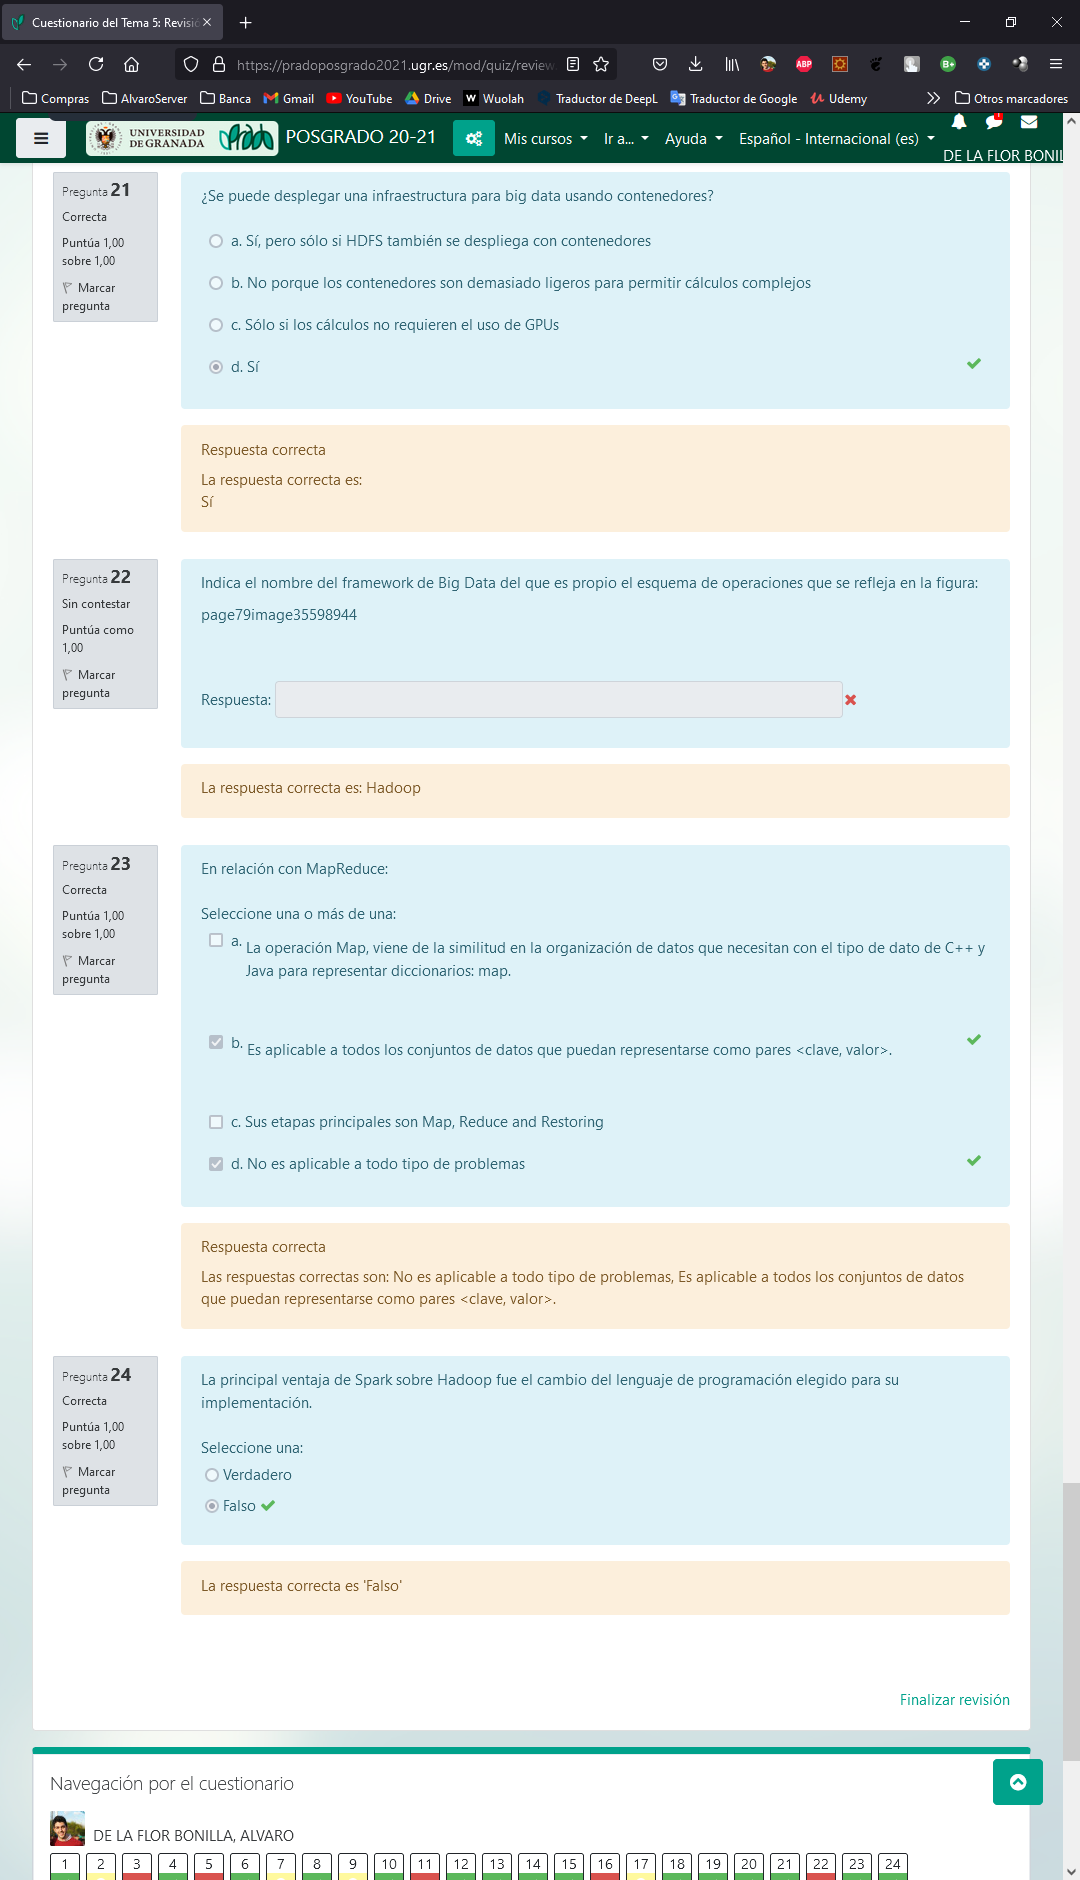 Cuestionario del Tema 5: Revisió
https://pradoposgrado2021.ugr.es/mod/quiz/review
Compras AlvaroServer Banca Gmail YouTube Drive Wuolah Traductor de DeepL Traductor de Google Udemy Otros marcadores
UNIVERSIDAD DE GRANADA
POSGRADO 20-21 Mis cursos Ir a... Ayuda Español - Internacional (es)
DE LA FLOR BONIL
Pregunta 21
Correcta
Puntúa 1,00
sobre 1,00
Marcar
pregunta
¿Se puede desplegar una infraestructura para big data usando contenedores?
a. Sí, pero sólo si HDFS también se despliega con contenedores
b. No porque los contenedores son demasiado ligeros para permitir cálculos complejos
c. Sólo si los cálculos no requieren el uso de GPUs
d. Sí
Respuesta correcta
La respuesta correcta es:
Sí
Pregunta 22
Sin contestar
Puntúa como
1,00
Marcar
pregunta
Indica el nombre del framework de Big Data del que es propio el esquema de operaciones que se refleja en la figura:
page79image35598944
Respuesta:
La respuesta correcta es: Hadoop
Pregunta 23
Correcta
Puntúa 1,00
sobre 1,00
Marcar
pregunta
En relación con MapReduce:
Seleccione una o más de una:
a. La operación Map, viene de la similitud en la organización de datos que necesitan con el tipo de dato de C++ y
Java para representar diccionarios: map.
b. Es aplicable a todos los conjuntos de datos que puedan representarse como pares <clave, valor>.
c. Sus etapas principales son Map, Reduce and Restoring
d. No es aplicable a todo tipo de problemas
Respuesta correcta
Las respuestas correctas son: No es aplicable a todo tipo de problemas, Es aplicable a todos los conjuntos de datos
que puedan representarse como pares <clave, valor>.
Pregunta 24
Correcta
Puntúa 1,00
sobre 1,00
Marcar
pregunta
La principal ventaja de Spark sobre Hadoop fue el cambio del lenguaje de programación elegido para su
implementación.
Seleccione una:
Verdadero
Falso
La respuesta correcta es 'Falso'
Finalizar revisión
Navegación por el cuestionario
DE LA FLOR BONILLA, ALVARO
1 2 3 4 5 6 7 8 9 10 11 12 13 14 15 16 17 18 19 20 21 22 23 24